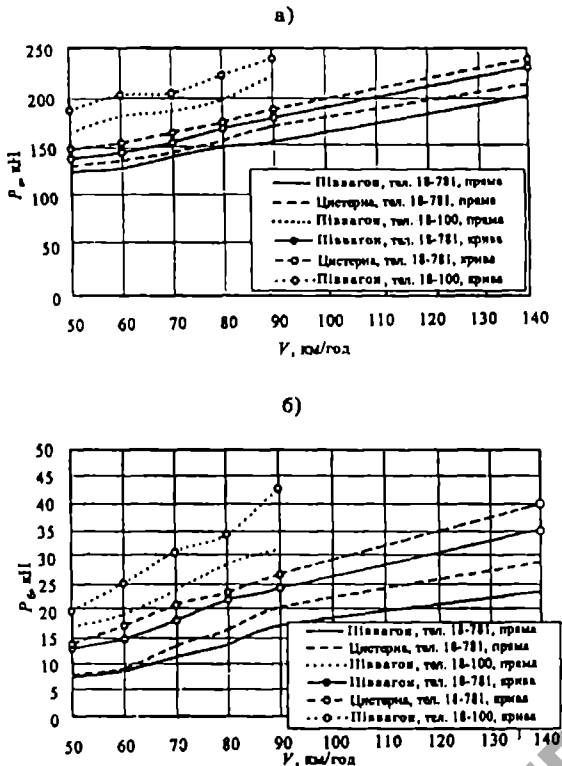 а)
250
200
150
100
50
0
P_в, кН
Піввагон, тел. 18-781, пряма
Цистерна, тел. 18-781, пряма
Піввагон, тел. 18-100, пряма
Піввагон, тел. 18-781, крива
Цистерна, тел. 18-781, крива
Піввагон, тел. 18-100, крива
50 60 70 80 90 100 110 120 130 140
V, км/год
б)
50
45
40
35
30
25
20
15
10
5
0
P_б, кН
Піввагон, тел. 18-781, пряма
Цистерна, тел. 18-781, пряма
Піввагон, тел. 18-100, пряма
Піввагон, тел. 18-781, крива
Цистерна, тел. 18-781, крива
Піввагон, тел. 18-100, крива
50 60 70 80 90 100 110 120 130 140
V, км/год